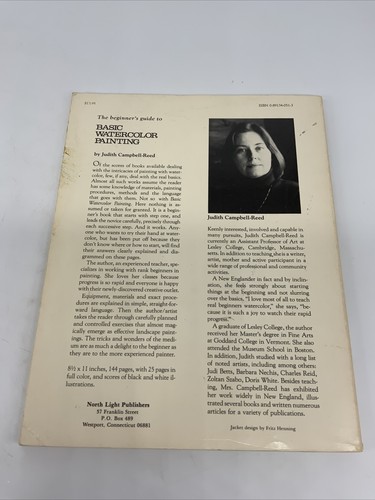 $7.95
ISBN 0-89134-051-3
The beginner's guide to
BASIC
WATERCOLOR
PAINTING
by Judith Campbell-Reed
Of the scores of books available dealing
with the intricacies of painting with water
color, few, if any, deal with the real basics.
Almost all such works assume the reader
has some knowledge of materials, painting
procedures, methods and the language
that goes with them. Not so with Basic
Watercolor Painting. Here nothing is as-
sumed or taken for granted. It is a begin-
ner's book that starts with step one, and
leads the novice carefully, precisely through
each successive step. And it works. Any-
one who wants to try their hand at water-
color, but has been put off because they
don't know where or how to start, will find
their answers clearly explained and dia-
grammed on these pages.
The author, an experienced teacher, spe-
cializes in working with rank beginners in
painting. She loves her classes because
progress is so rapid and everyone is happy
with their newly-discovered creative outlet.
Equipment, materials and exact proce-
dures are explained in simple, straight-for-
ward language. Then the author/artist
takes the reader through carefully planned
and controlled exercises that almost mag-
ically emerge as effective landscape paint-
ings. The tricks and wonders of the medi-
um are as much a delight to the beginner as
they are to the more experienced painter.
8½ x 11 inches, 144 pages, with 25 pages in
full color, and scores of black and white il-
lustrations.
North Light Publishers
37 Franklin Street
P.O. Box 489
Westport, Connecticut 06881
Judith Campbell-Reed
Keenly interested, involved and capable in
many pursuits, Judith Campbell-Reed is
currently an Assistant Professor of Art at
Lesley College, Cambridge, Massachu-
setts. In addition to teaching, she is a writer,
artist, mother and active participant in a
wide range of professional and community
activities.
A New Englander in fact and by inclin-
ation, she feels strongly about starting
things at the beginning and not slurring
over the basics. "I love most of all to teach
real beginners watercolor," she says, "be-
cause it is such a joy to watch their rapid
progress."
A graduate of Lesley College, the author
received her Master's degree in Fine Arts
at Goddard College in Vermont. She also
attended the Museum School in Boston.
In addition, Judith studied with a long list
of noted artists, including among others:
Judi Betts, Barbara Nechis, Charles Reid,
Zoltan Szabo, Doris White. Besides teach-
ing, Mrs. Campbell-Reed has exhibited
her work widely in New England, illus-
trated several books and written numerous
articles for a variety of publications.
Jacket design by Fritz Henning